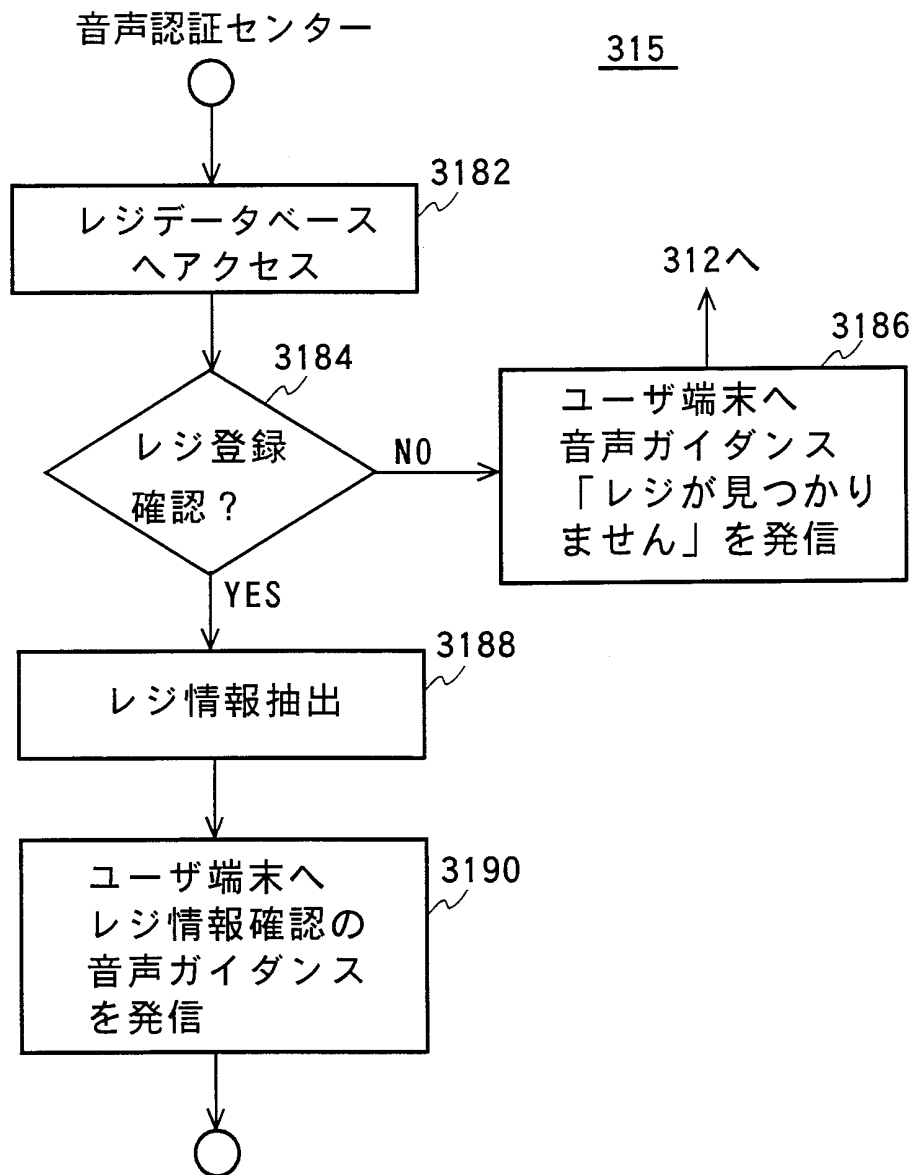 音声認証センター
315
3182
レジデータベース
へアクセス
312へ
3184
3186
レジ登録
確認？
NO
ユーザ端末へ
音声ガイダンス
「レジが見つかり
ません」を発信
YES
3188
レジ情報抽出
3190
ユーザ端末へ
レジ情報確認の
音声ガイダンス
を発信